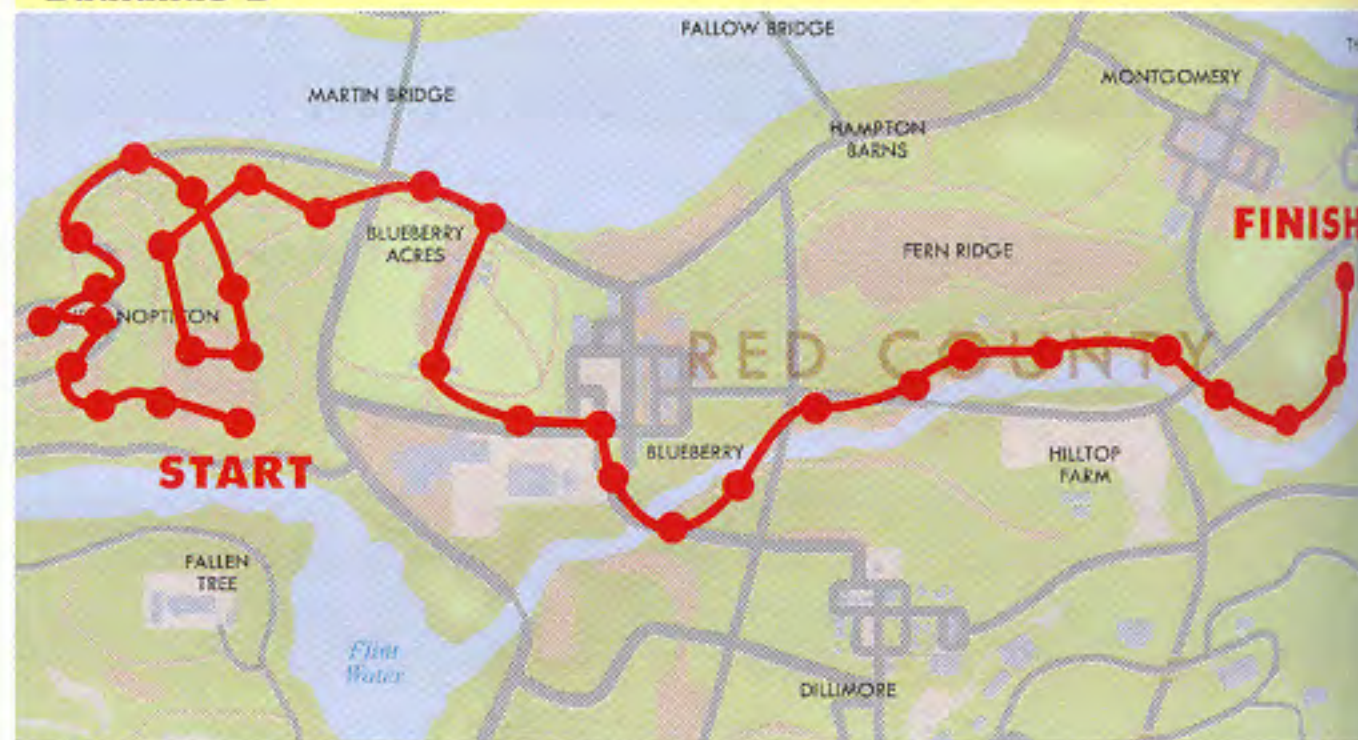 FALLOW BRIDGE
MONTGOMERY
MARTIN BRIDGE
HAMPTON
BARNS
FINISH
BLUEBERRY
ACRES
FERN RIDGE
RED COUNTY
START
BLUEBERRY
HILLTOP
FARM
FALLEN
TREE
Flint
Water
DILLIMORE